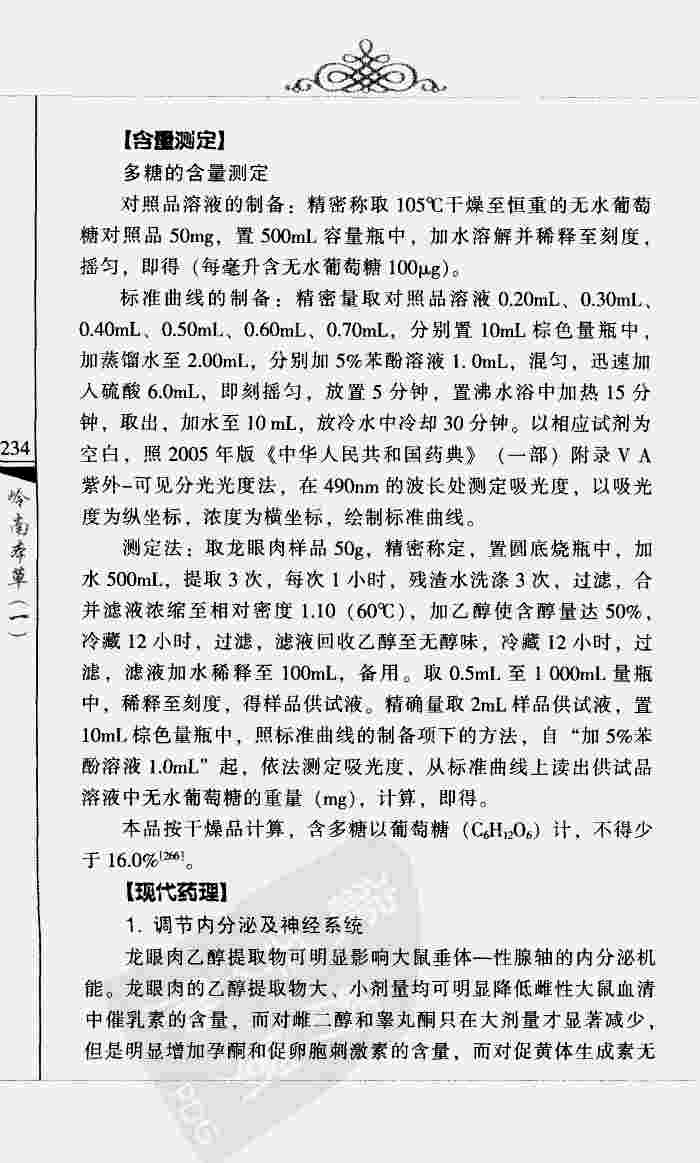 【含量测定】
多糖的含量测定
对照品溶液的制备：精密称取 105℃干燥至恒重的无水葡萄
糖对照品 50mg，置 500mL 容量瓶中，加水溶解并稀释至刻度，
摇匀，即得（每毫升含无水葡萄糖 100μg）。
标准曲线的制备：精密量取对照品溶液 0.20mL、0.30mL、
0.40mL、0.50mL、0.60mL、0.70mL，分别置 10mL 棕色量瓶中，
加蒸馏水至 2.00mL，分别加 5%苯酚溶液 1. 0mL，混匀，迅速加
入硫酸 6.0mL，即刻摇匀，放置 5 分钟，置沸水浴中加热 15 分
钟，取出，加水至 10 mL，放冷水中冷却 30 分钟。以相应试剂为
空白，照 2005 年版《中华人民共和国药典》（一部）附录 V A
紫外–可见分光光度法，在 490nm 的波长处测定吸光度，以吸光
度为纵坐标，浓度为横坐标，绘制标准曲线。
测定法：取龙眼肉样品 50g，精密称定，置圆底烧瓶中，加
水 500mL，提取 3 次，每次 1 小时，残渣水洗涤 3 次，过滤，合
并滤液浓缩至相对密度 1.10（60℃），加乙醇使含醇量达 50%，
冷藏 12 小时，过滤，滤液回收乙醇至无醇味，冷藏 12 小时，过
滤，滤液加水稀释至 100mL，备用。取 0.5mL 至 1 000mL 量瓶
中，稀释至刻度，得样品供试液。精确量取 2mL 样品供试液，置
10mL 棕色量瓶中，照标准曲线的制备项下的方法，自“加 5%苯
酚溶液 1.0mL”起，依法测定吸光度，从标准曲线上读出供试品
溶液中无水葡萄糖的重量（mg），计算，即得。
本品按干燥品计算，含多糖以葡萄糖（C₆H₁₂O₆）计，不得少
于 16.0%[266]。
【现代药理】
1. 调节内分泌及神经系统
龙眼肉乙醇提取物可明显影响大鼠垂体—性腺轴的内分泌机
能。龙眼肉的乙醇提取物大、小剂量均可明显降低雌性大鼠血清
中催乳素的含量，而对雌二醇和睾丸酮只在大剂量才显著减少，
但是明显增加孕酮和促卵胞刺激素的含量，而对促黄体生成素无
234
岭南本草（一）
PDG